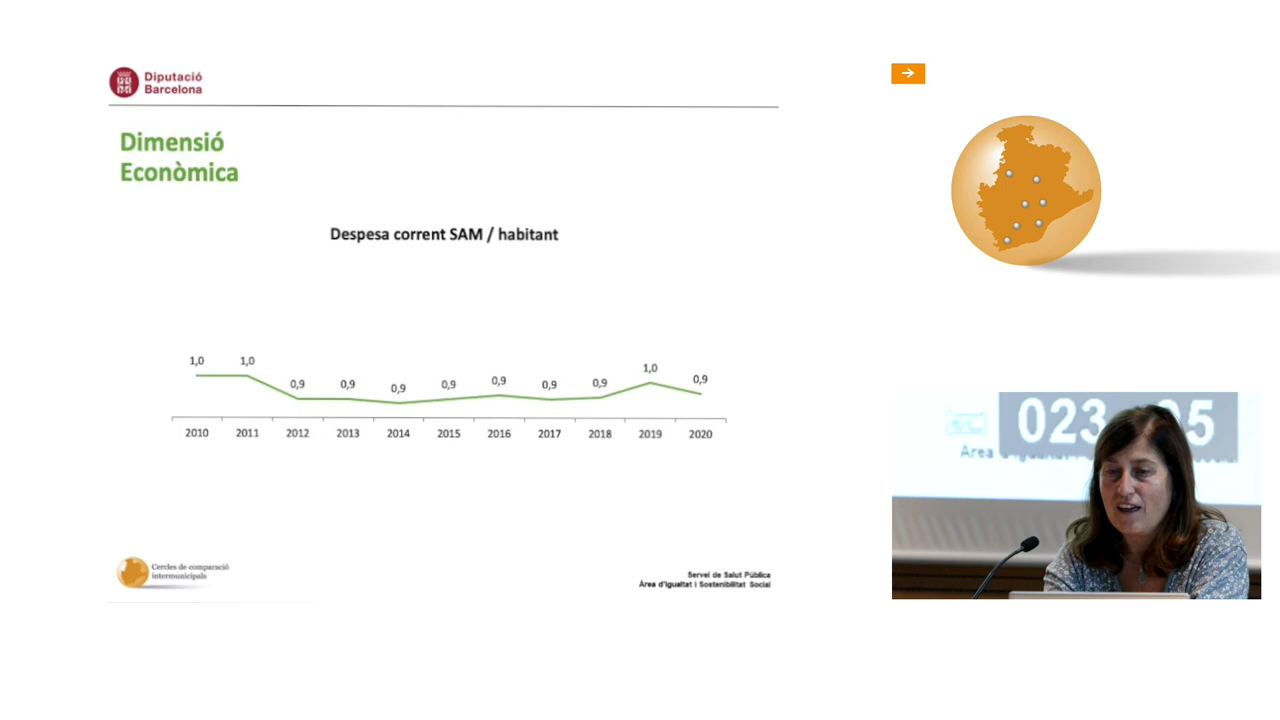 Diputació
Barcelona
Dimensió
Econòmica
Despesa corrent SAM / habitant
1,0 1,0 0,9 0,9 0,9 0,9 0,9 0,9 0,9 1,0 0,9
2010 2011 2012 2013 2014 2015 2016 2017 2018 2019 2020
Cercles de comparació
intermunicipals
Servei de Salut Pública
Àrea d'Igualtat i Sostenibilitat Social
023
5
Àrea d'Igualtat